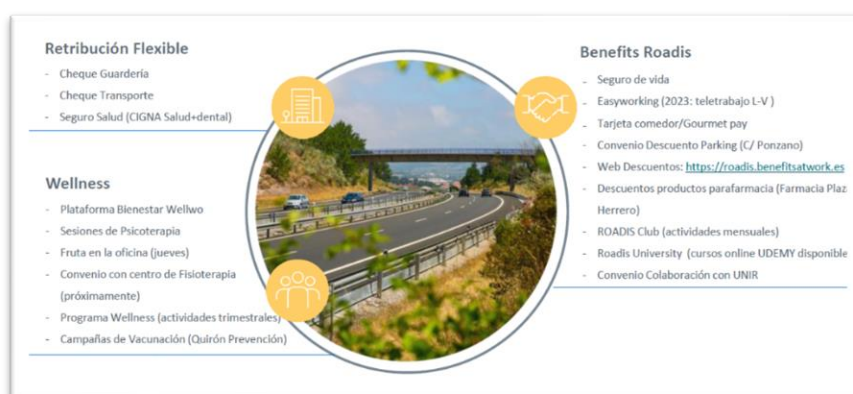 Retribución Flexible
- Cheque Guardería
- Cheque Transporte
- Seguro Salud (CIGNA Salud+dental)
Wellness
- Plataforma Bienestar Wellwo
- Sesiones de Psicoterapia
- Fruta en la oficina (jueves)
- Convenio con centro de Fisioterapia
(próximamente)
- Programa Wellness (actividades trimestrales)
- Campañas de Vacunación (Quirón Prevención)
Benefits Roadis
- Seguro de vida
- Easyworking (2023: teletrabajo L-V )
- Tarjeta comedor/Gourmet pay
- Convenio Descuento Parking (C/ Ponzano)
- Web Descuentos: https://roadis.benefitsatwork.es
- Descuentos productos parafarmacia (Farmacia Plaz
Herrero)
- ROADIS Club (actividades mensuales)
- Roadis University (cursos online UDEMY disponible
- Convenio Colaboración con UNIR